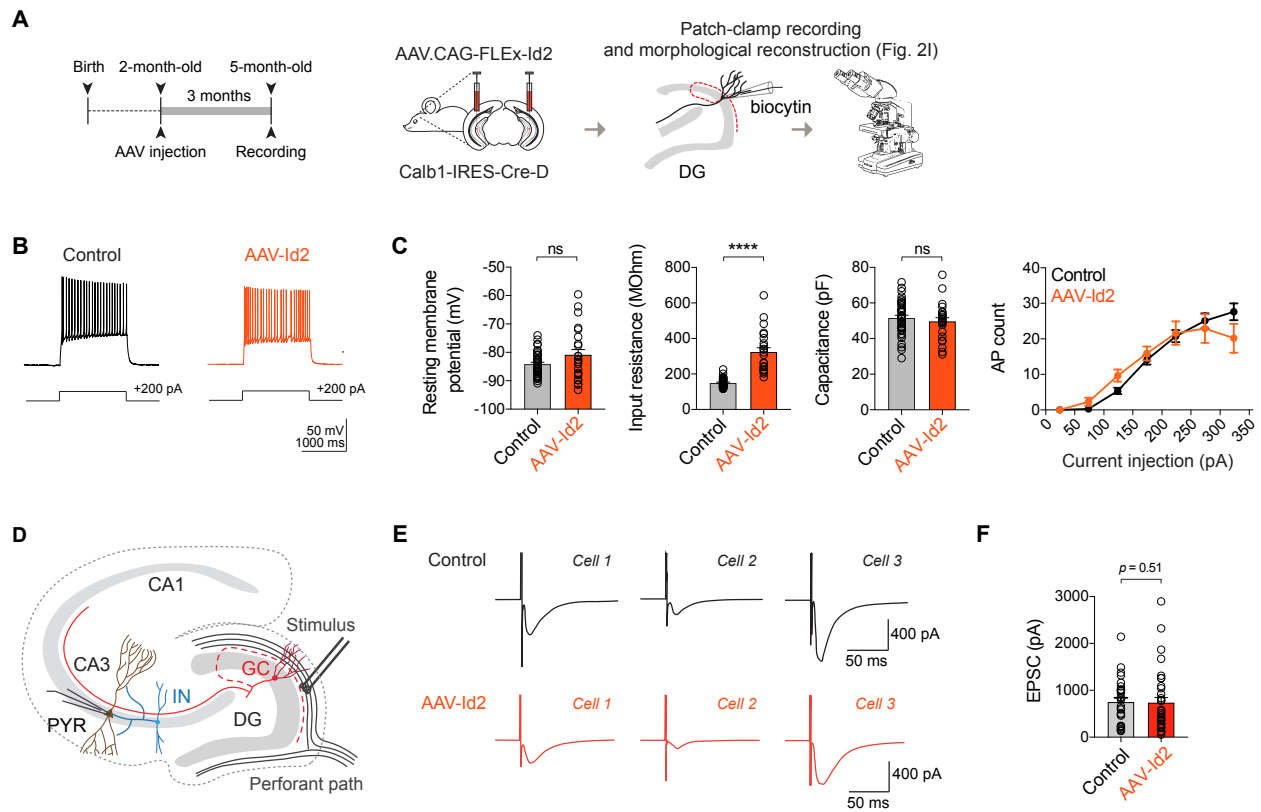 A
Birth
2-month-old
5-month-old
3 months
AAV injection
Recording
AAV.CAG-FLEx-Id2
Calb1-IRES-Cre-D
Patch-clamp recording
and morphological reconstruction (Fig. 2I)
biocytin
DG
B
Control
AAV-Id2
+200 pA
+200 pA
50 mV
1000 ms
C
ns
Resting membrane
potential (mV)
-50
-60
-70
-80
-90
-100
Control
AAV-Id2
****
Input resistance (MOhm)
800
600
400
200
0
Control
AAV-Id2
ns
Capacitance (pF)
80
60
40
20
0
Control
AAV-Id2
Control
AAV-Id2
AP count
40
30
20
10
0
0
50
100
150
200
250
300
350
Current injection (pA)
D
CA1
CA3
Stimulus
GC
IN
PYR
DG
Perforant path
E
Control
Cell 1
Cell 2
Cell 3
400 pA
50 ms
AAV-Id2
Cell 1
Cell 2
Cell 3
400 pA
50 ms
F
p = 0.51
EPSC (pA)
3000
2000
1000
0
Control
AAV-Id2